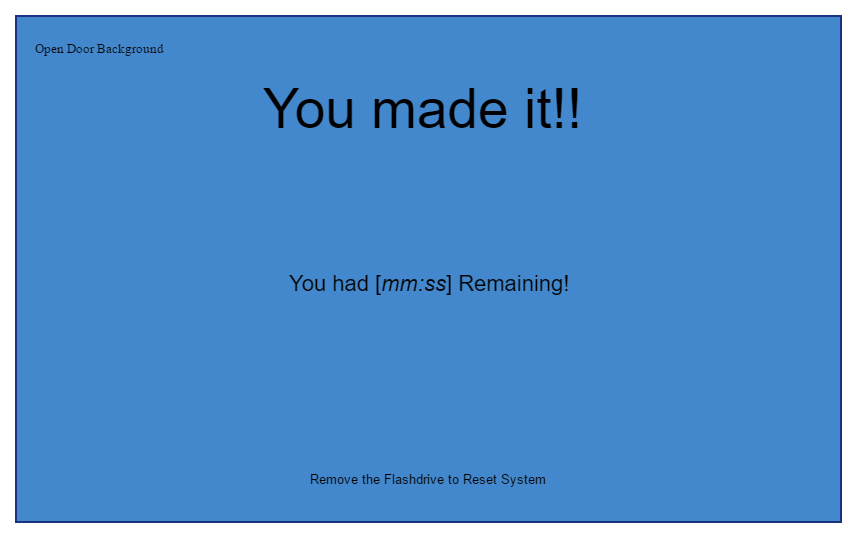 Open Door Background
You made it!!
You had [mm:ss] Remaining!
Remove the Flashdrive to Reset System